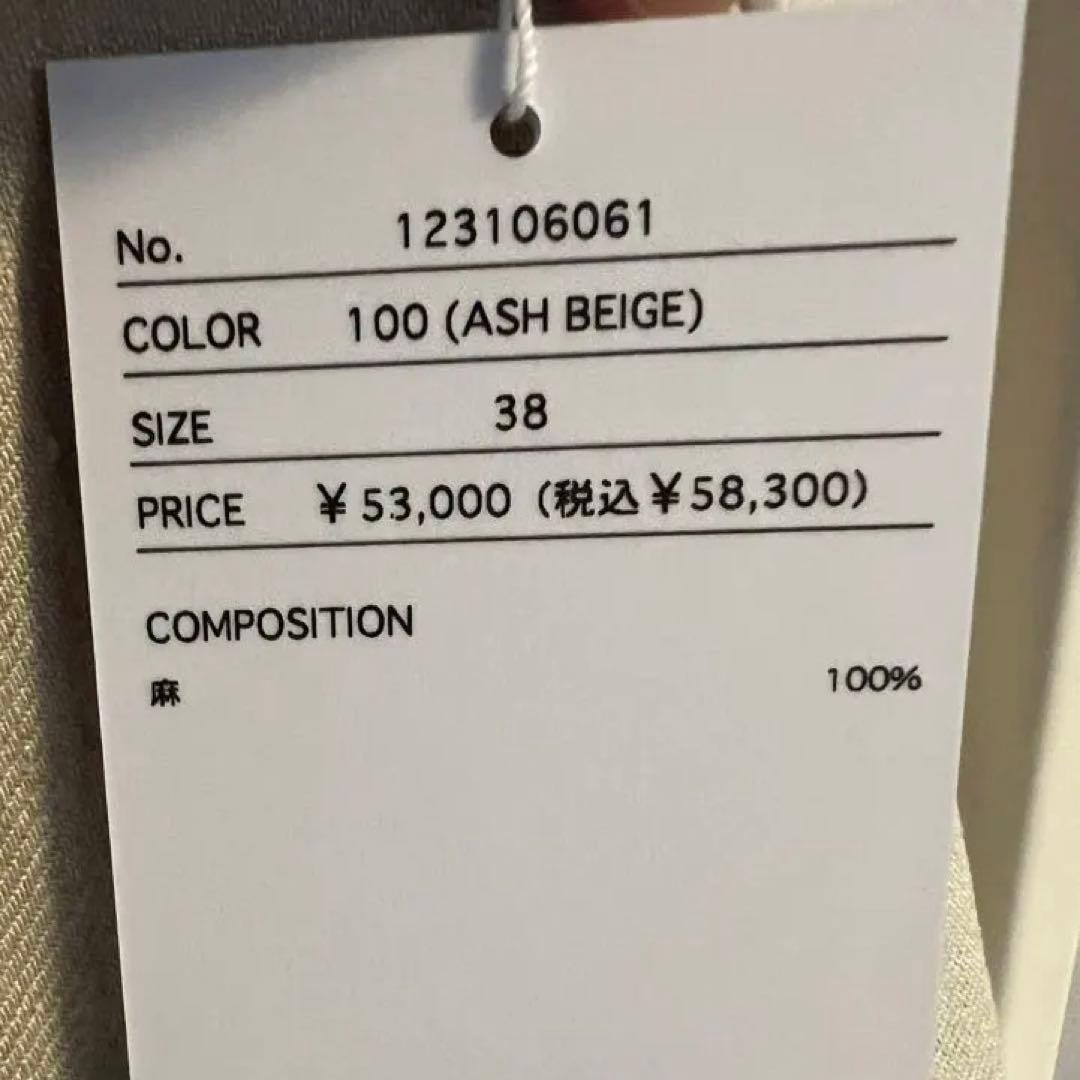 No. 123106061
COLOR 100 (ASH BEIGE)
SIZE 38
PRICE ¥ 53,000 (税込¥58,300)
COMPOSITION
麻 100%